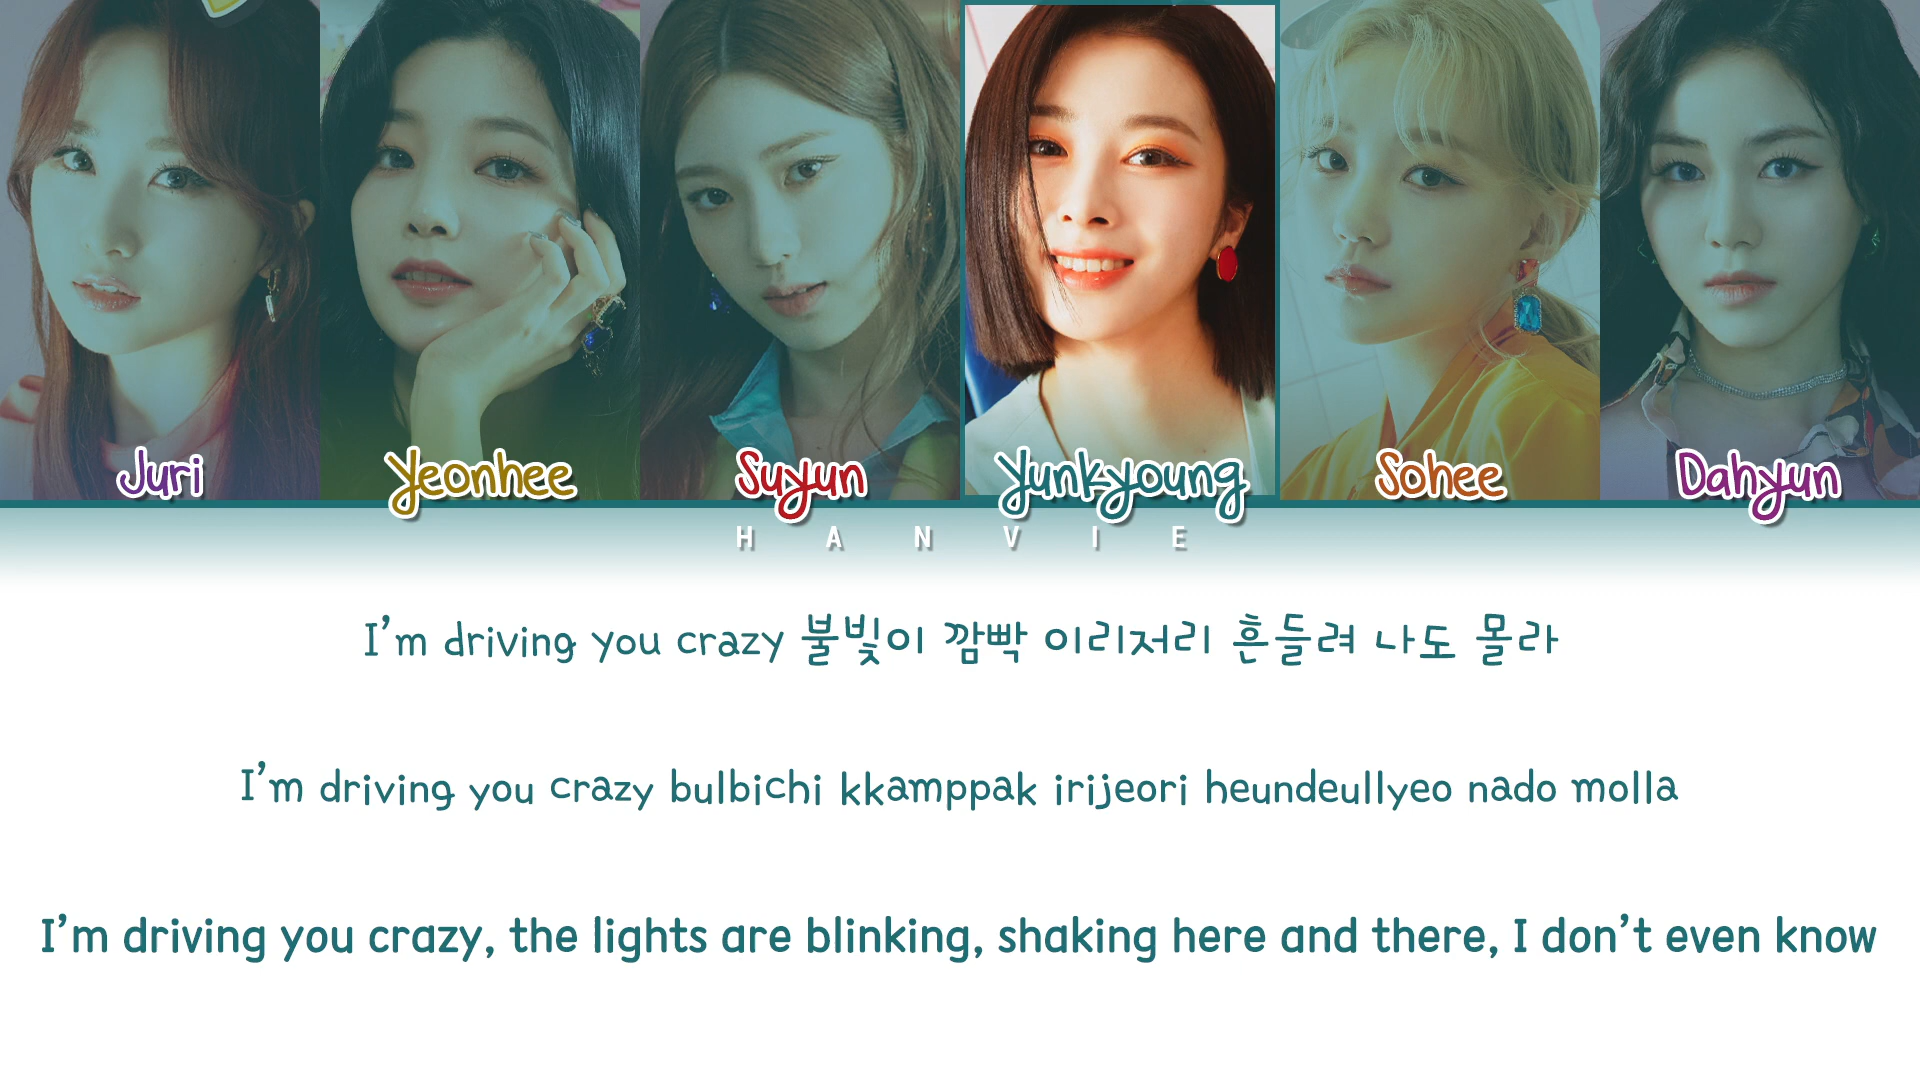 Juri
Yeonhee
Suyun
Yunkyoung
Sohee
Dahyun
HANVIE
I'm driving you crazy 불빛이 깜빡 이리저리 흔들려 나도 몰라
I'm driving you crazy bulbichi kkamppak irijeori heundeullyeo nado molla
I'm driving you crazy, the lights are blinking, shaking here and there, I don't even know